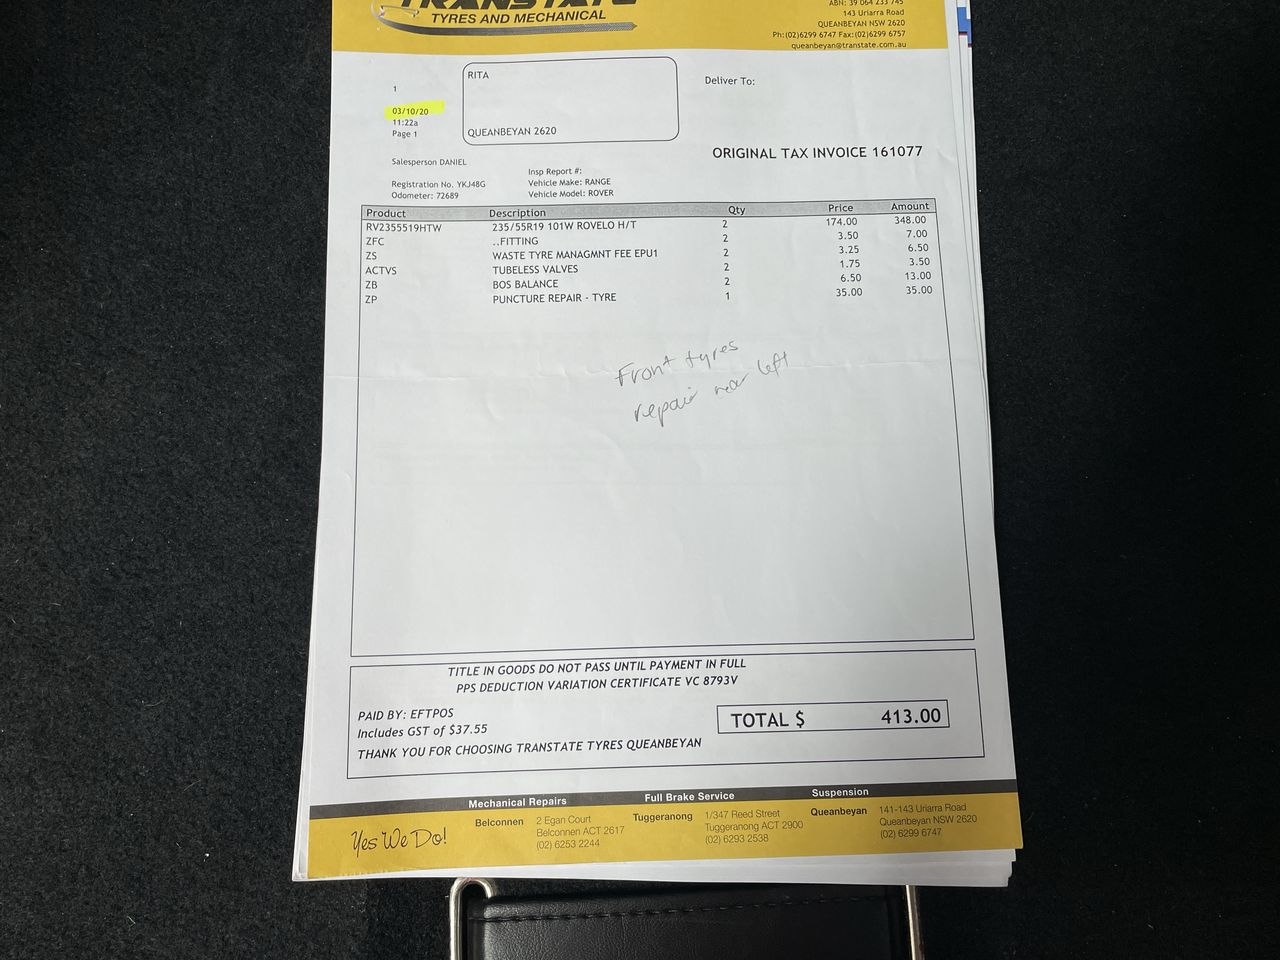 TRANSTATE
TYRES AND MECHANICAL
ABN: 39 064 233 745
143 Uriarra Road
QUEANBEYAN NSW 2620
Ph:(02)6299 6747 Fax:(02)6299 6757
queanbeyan@transtate.com.au
RITA
QUEANBEYAN 2620
Deliver To:
1
03/10/20
11:22a
Page 1
ORIGINAL TAX INVOICE 161077
Salesperson DANIEL
Insp Report #:
Registration No. YKJ48G Vehicle Make: RANGE
Odometer: 72689 Vehicle Model: ROVER
Product Description Qty Price Amount
RV2355519HTW 235/55R19 101W ROVELO H/T 2 174.00 348.00
ZFC ..FITTING 2 3.50 7.00
ZS WASTE TYRE MANAGMNT FEE EPU1 2 3.25 6.50
ACTVS TUBELESS VALVES 2 1.75 3.50
ZB BOS BALANCE 2 6.50 13.00
ZP PUNCTURE REPAIR - TYRE 1 35.00 35.00
Front tyres
repair rear left
TITLE IN GOODS DO NOT PASS UNTIL PAYMENT IN FULL
PPS DEDUCTION VARIATION CERTIFICATE VC 8793V
PAID BY: EFTPOS
Includes GST of $37.55
THANK YOU FOR CHOOSING TRANSTATE TYRES QUEANBEYAN
TOTAL $ 413.00
Mechanical Repairs Full Brake Service Suspension
Yes We Do!
Belconnen 2 Egan Court
Belconnen ACT 2617
(02) 6253 2244
Tuggeranong 1/347 Reed Street
Tuggeranong ACT 2900
(02) 6293 2538
Queanbeyan 141-143 Uriarra Road
Queanbeyan NSW 2620
(02) 6299 6747